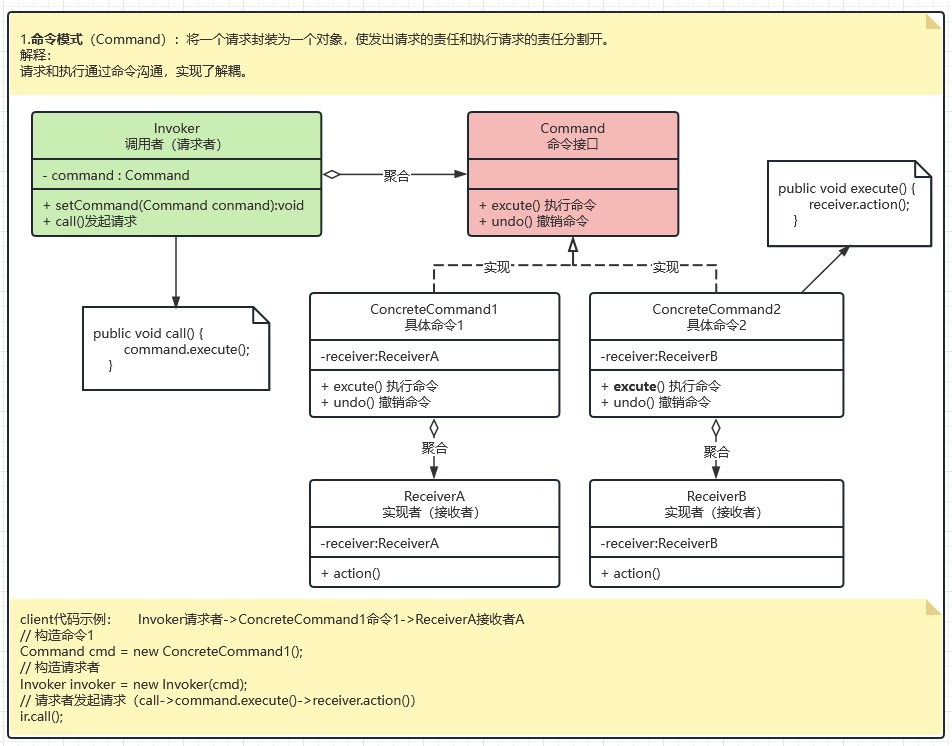 1.命令模式（Command）：将一个请求封装为一个对象，使发出请求的责任和执行请求的责任分割开。
解释：
请求和执行通过命令沟通，实现了解耦。
Invoker
调用者（请求者）
- command : Command
+ setCommand(Command conmand):void
+ call()发起请求
聚合
Command
命令接口
+ excute() 执行命令
+ undo() 撤销命令
public void execute() {
receiver.action();
}
实现
实现
public void call() {
command.execute();
}
ConcreteCommand1
具体命令1
-receiver:ReceiverA
+ excute() 执行命令
+ undo() 撤销命令
ConcreteCommand2
具体命令2
-receiver:ReceiverB
+ excute() 执行命令
+ undo() 撤销命令
聚合
聚合
ReceiverA
实现者（接收者）
-receiver:ReceiverA
+ action()
ReceiverB
实现者（接收者）
-receiver:ReceiverB
+ action()
client代码示例： Invoker请求者->ConcreteCommand1命令1->ReceiverA接收者A
// 构造命令1
Command cmd = new ConcreteCommand1();
// 构造请求者
Invoker invoker = new Invoker(cmd);
// 请求者发起请求（call->command.execute()->receiver.action()）
ir.call();